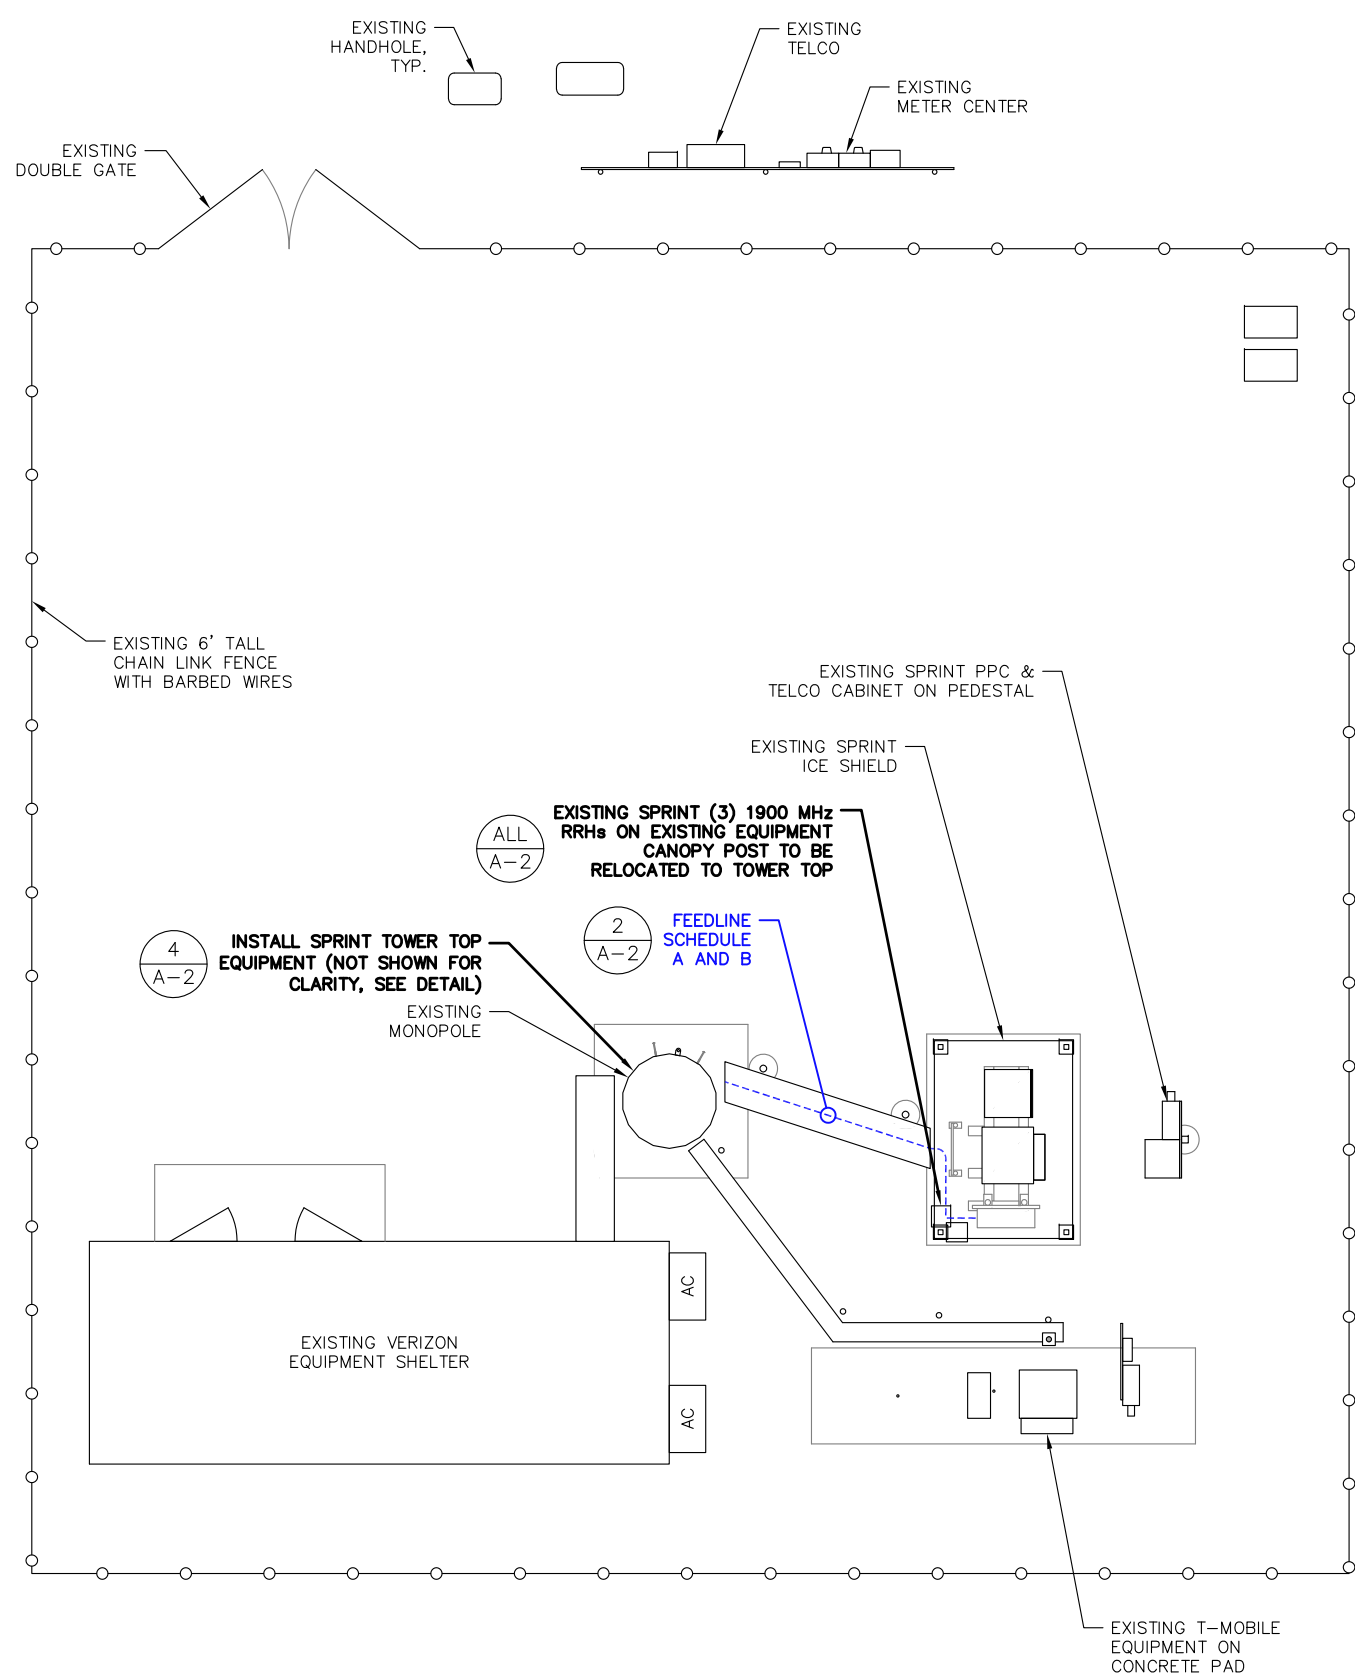 EXISTING
HANDHOLE,
TYP.
EXISTING
TELCO
EXISTING
METER CENTER
EXISTING
DOUBLE GATE
EXISTING 6' TALL
CHAIN LINK FENCE
WITH BARBED WIRES
EXISTING SPRINT PPC &
TELCO CABINET ON PEDESTAL
EXISTING SPRINT
ICE SHIELD
ALL
A-2
EXISTING SPRINT (3) 1900 MHz
RRHs ON EXISTING EQUIPMENT
CANOPY POST TO BE
RELOCATED TO TOWER TOP
2
A-2
FEEDLINE
SCHEDULE
A AND B
4
A-2
INSTALL SPRINT TOWER TOP
EQUIPMENT (NOT SHOWN FOR
CLARITY, SEE DETAIL)
EXISTING
MONOPOLE
AC
EXISTING VERIZON
EQUIPMENT SHELTER
AC
EXISTING T-MOBILE
EQUIPMENT ON
CONCRETE PAD